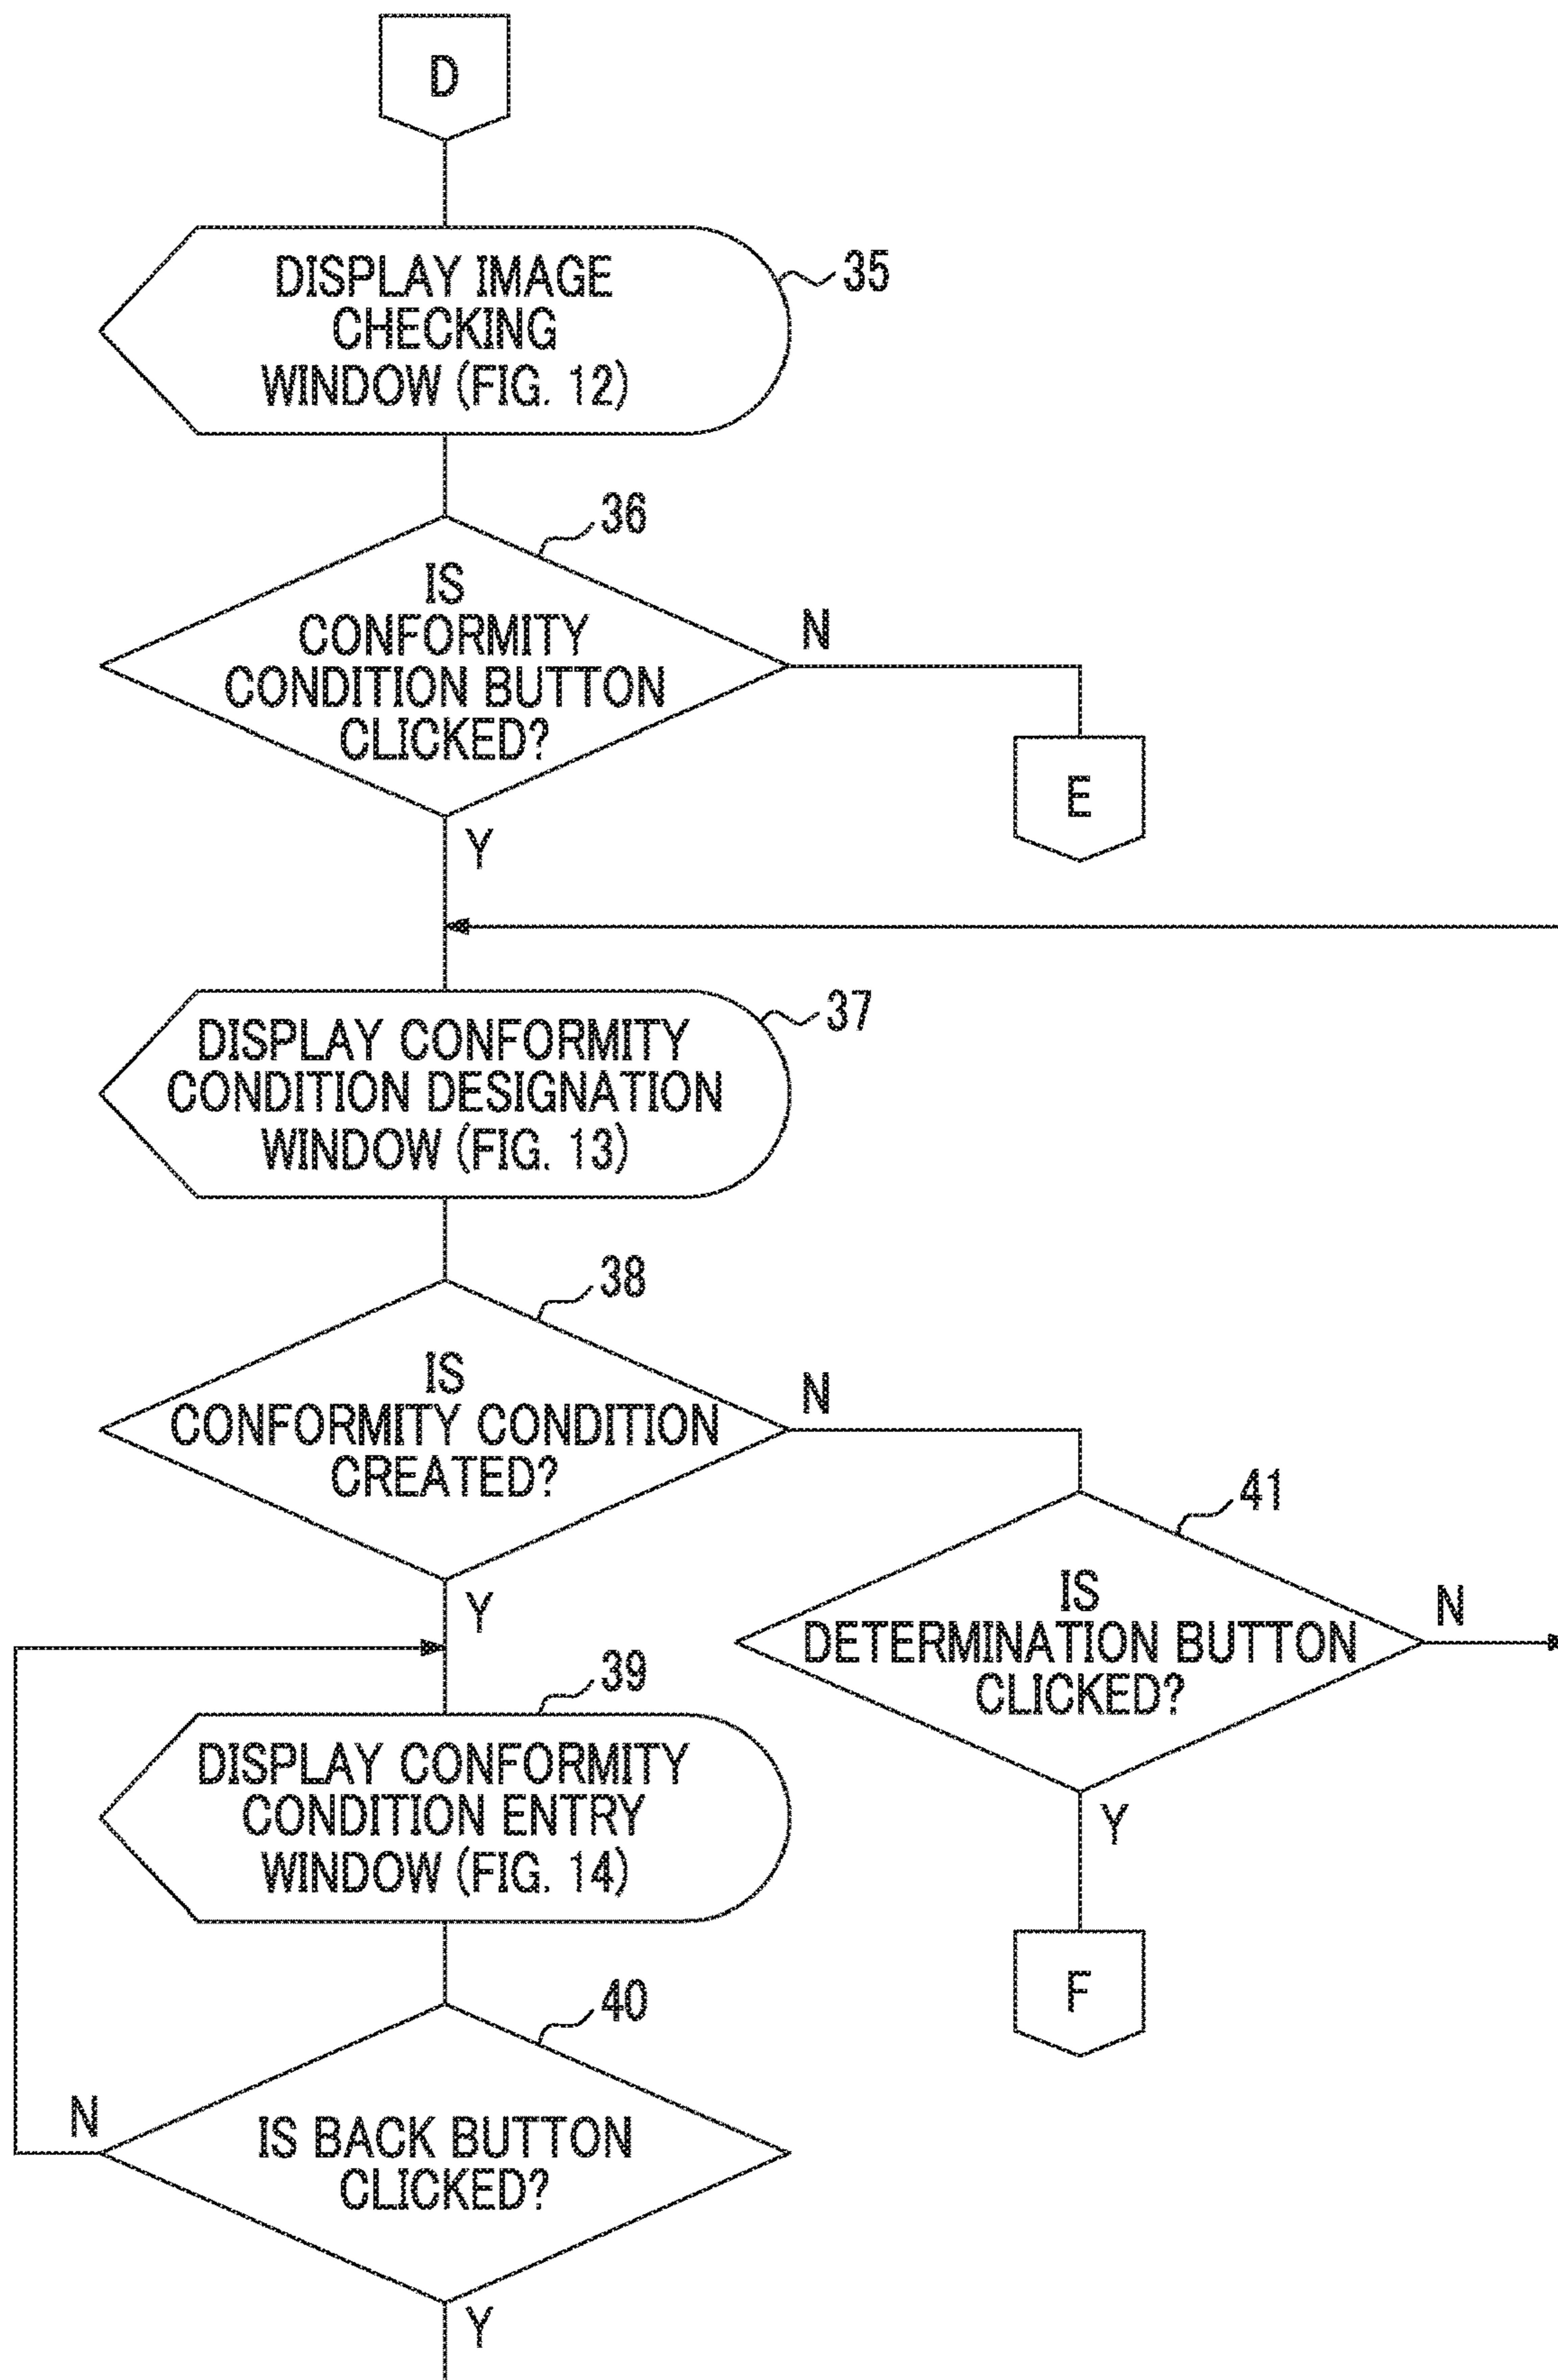 D
DISPLAY IMAGE
CHECKING
WINDOW (FIG. 12)
35
36
IS
CONFORMITY
CONDITION BUTTON
CLICKED?
N
E
Y
37
DISPLAY CONFORMITY
CONDITION DESIGNATION
WINDOW (FIG. 13)
38
IS
CONFORMITY CONDITION
CREATED?
N
Y
41
IS
DETERMINATION BUTTON
CLICKED?
N
Y
F
39
DISPLAY CONFORMITY
CONDITION ENTRY
WINDOW (FIG. 14)
40
IS BACK BUTTON
CLICKED?
N
Y